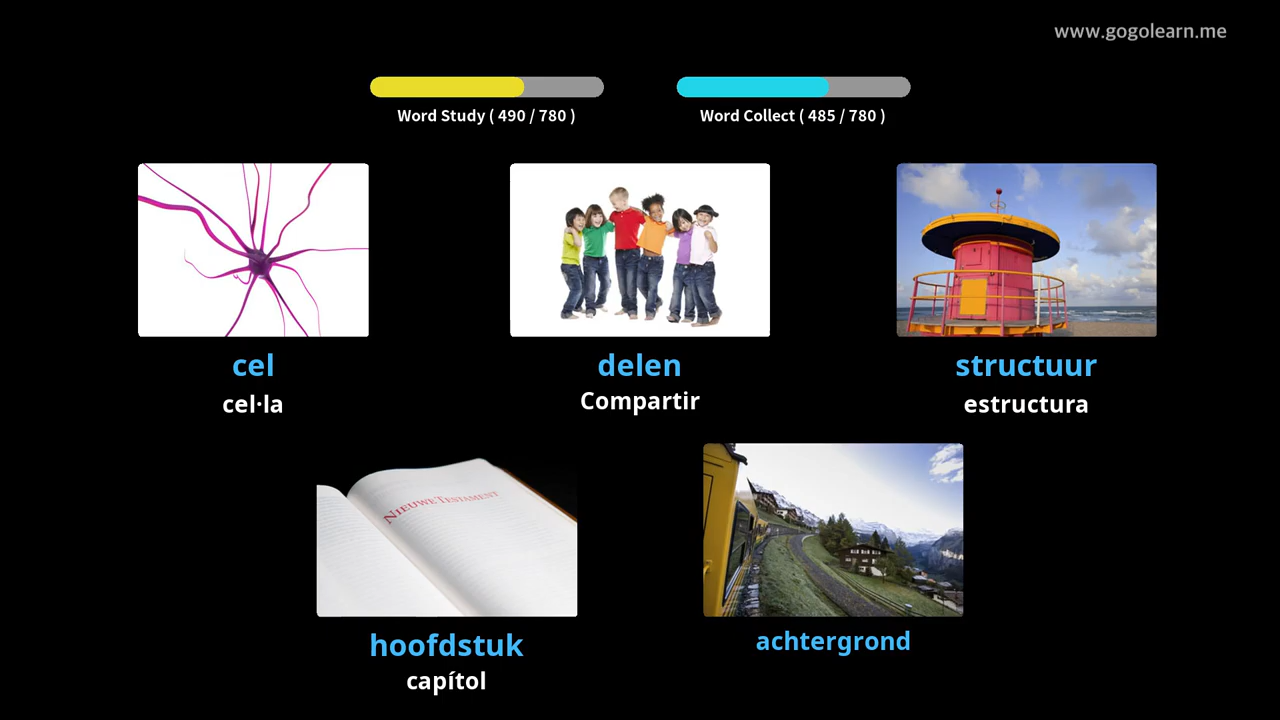 www.gogolearn.me
Word Study ( 490 / 780 )
Word Collect ( 485 / 780 )
cel
cel·la
delen
Compartir
structuur
estructura
NIEUWE TESTAMENT
hoofdstuk
capítol
achtergrond